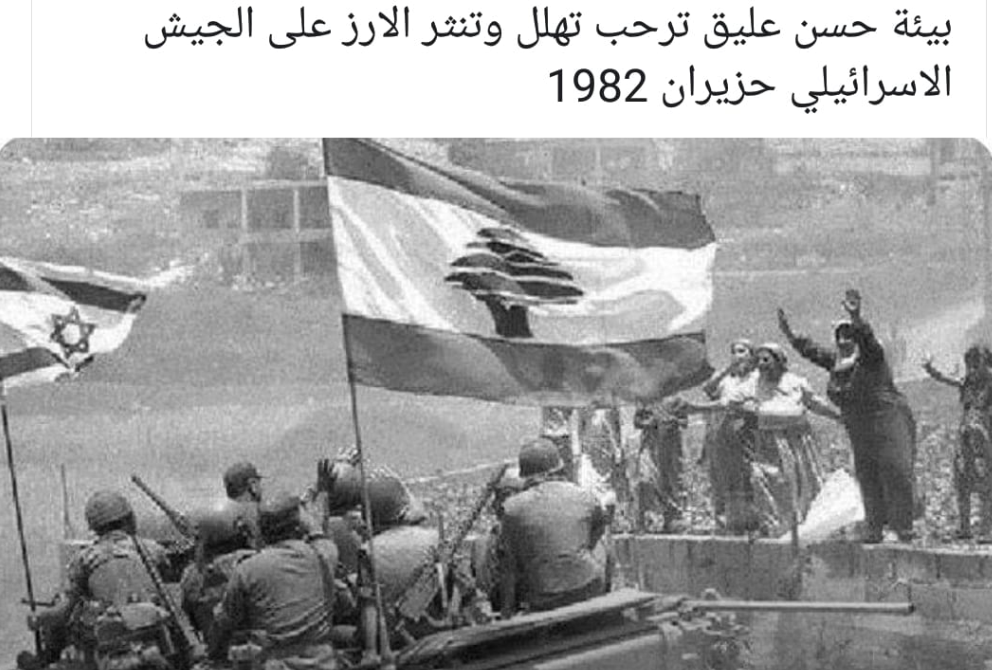 بيئة حسن عليق ترحب تهلل وتنثر الارز على الجيش
الاسرائيلي حزيران 1982